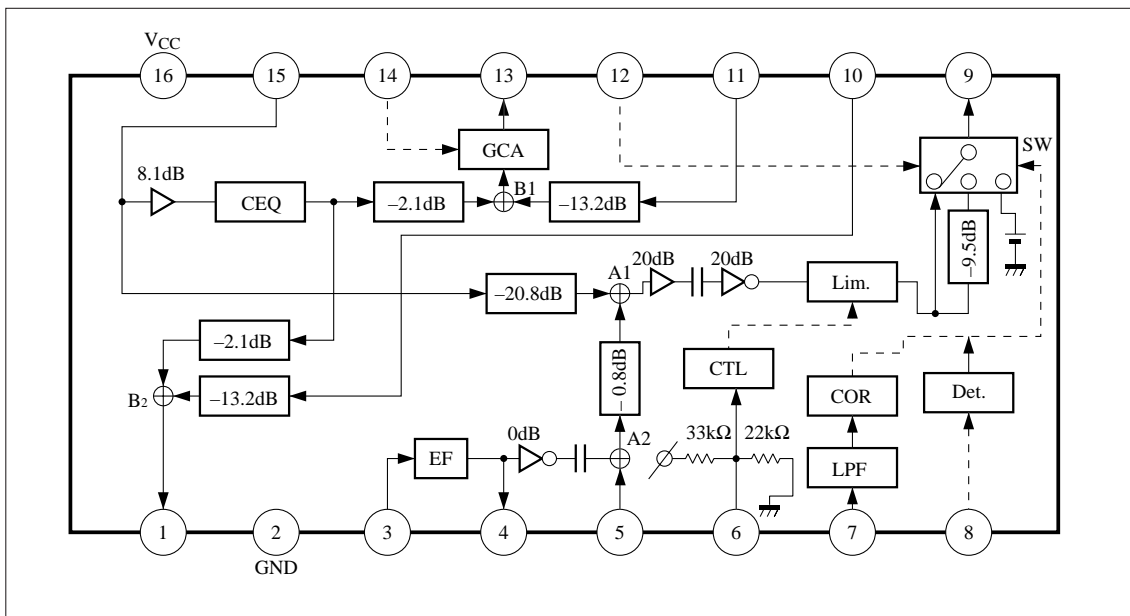 VCC
16 15 14 13 12 11 10 9
SW
GCA
8.1dB
B1
CEQ
–2.1dB
–13.2dB
–9.5dB
20dB 20dB
A1
–20.8dB
Lim.
–2.1dB
CTL
–0.8dB
COR
Det.
B2
–13.2dB
33kΩ 22kΩ
0dB
A2
EF
LPF
1 2 3 4 5 6 7 8
GND